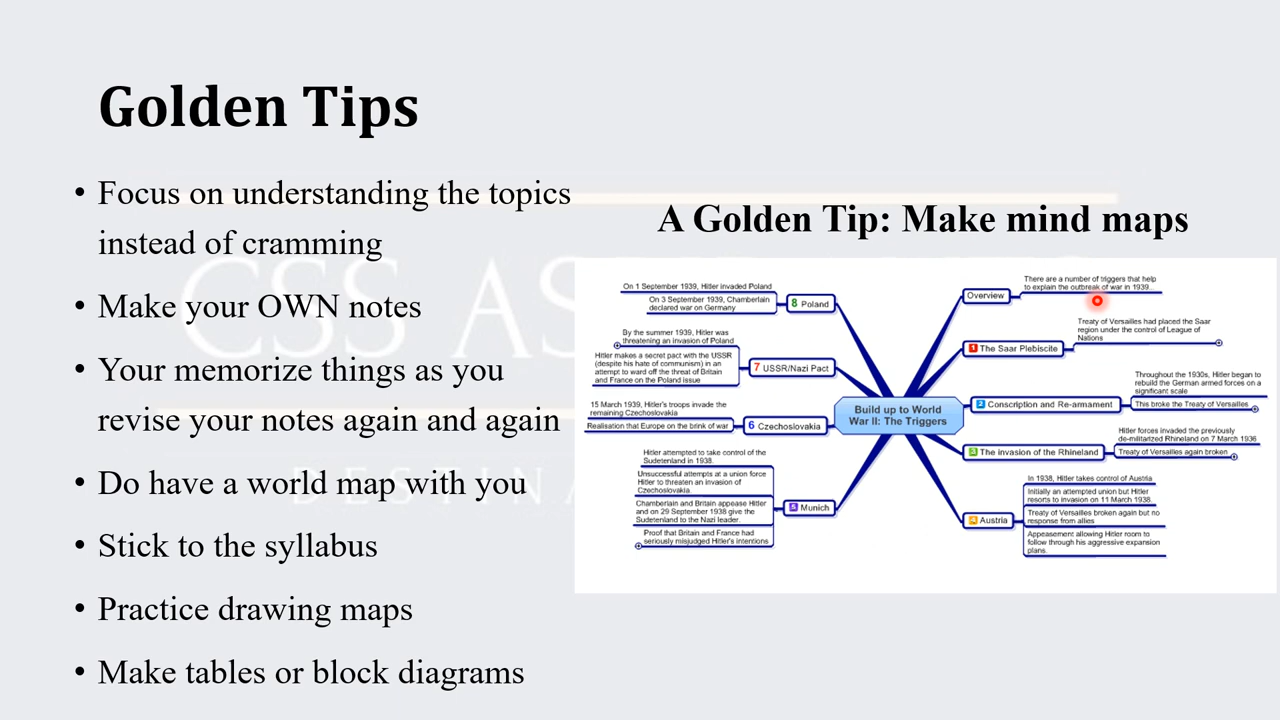 Golden Tips
• Focus on understanding the topics
instead of cramming
• Make your OWN notes
• Your memorize things as you
revise your notes again and again
• Do have a world map with you
• Stick to the syllabus
• Practice drawing maps
• Make tables or block diagrams
A Golden Tip: Make mind maps
Build up to World
War II: The Triggers
Overview
There are a number of triggers that help
to explain the outbreak of war in 1939..
1 The Saar Plebiscite
Treaty of Versailles had placed the Saar
region under the control of League of
Nations
2 Conscription and Re-armament
Throughout the 1930s, Hitler began to
rebuild the German armed forces on a
significant scale
This broke the Treaty of Versailles
3 The invasion of the Rhineland
Hitler forces invaded the previously
de-militarized Rhineland on 7 March 1936
Treaty of Versailles again broken
4 Austria
In 1938, Hitler takes control of Austria
Initially an attempted union but Hitler
resorts to invasion on 11 March 1938.
Treaty of Versailles broken again but no
response from allies
Appeasement allowing Hitler room to
follow through his aggressive expansion
plans.
5 Munich
Hitler attempted to take control of the
Sudetenland in 1938.
Unsuccessful attempts at a union force
Hitler to threaten an invasion of
Czechoslovakia.
Chamberlain and Britain appease Hitler
and on 29 September 1938 give the
Sudetenland to the Nazi leader.
Proof that Britain and France had
seriously misjudged Hitler's intentions
6 Czechoslovakia
15 March 1939, Hitler's troops invade the
remaining Czechoslovakia
Realisation that Europe on the brink of war
7 USSR/Nazi Pact
By the summer 1939, Hitler was
threatening an invasion of Poland
Hitler makes a secret pact with the USSR
(despite his hate of communism) in an
attempt to ward off the threat of Britain
and France on the Poland issue
8 Poland
On 1 September 1939, Hitler invaded Poland
On 3 September 1939, Chamberlain
declared war on Germany